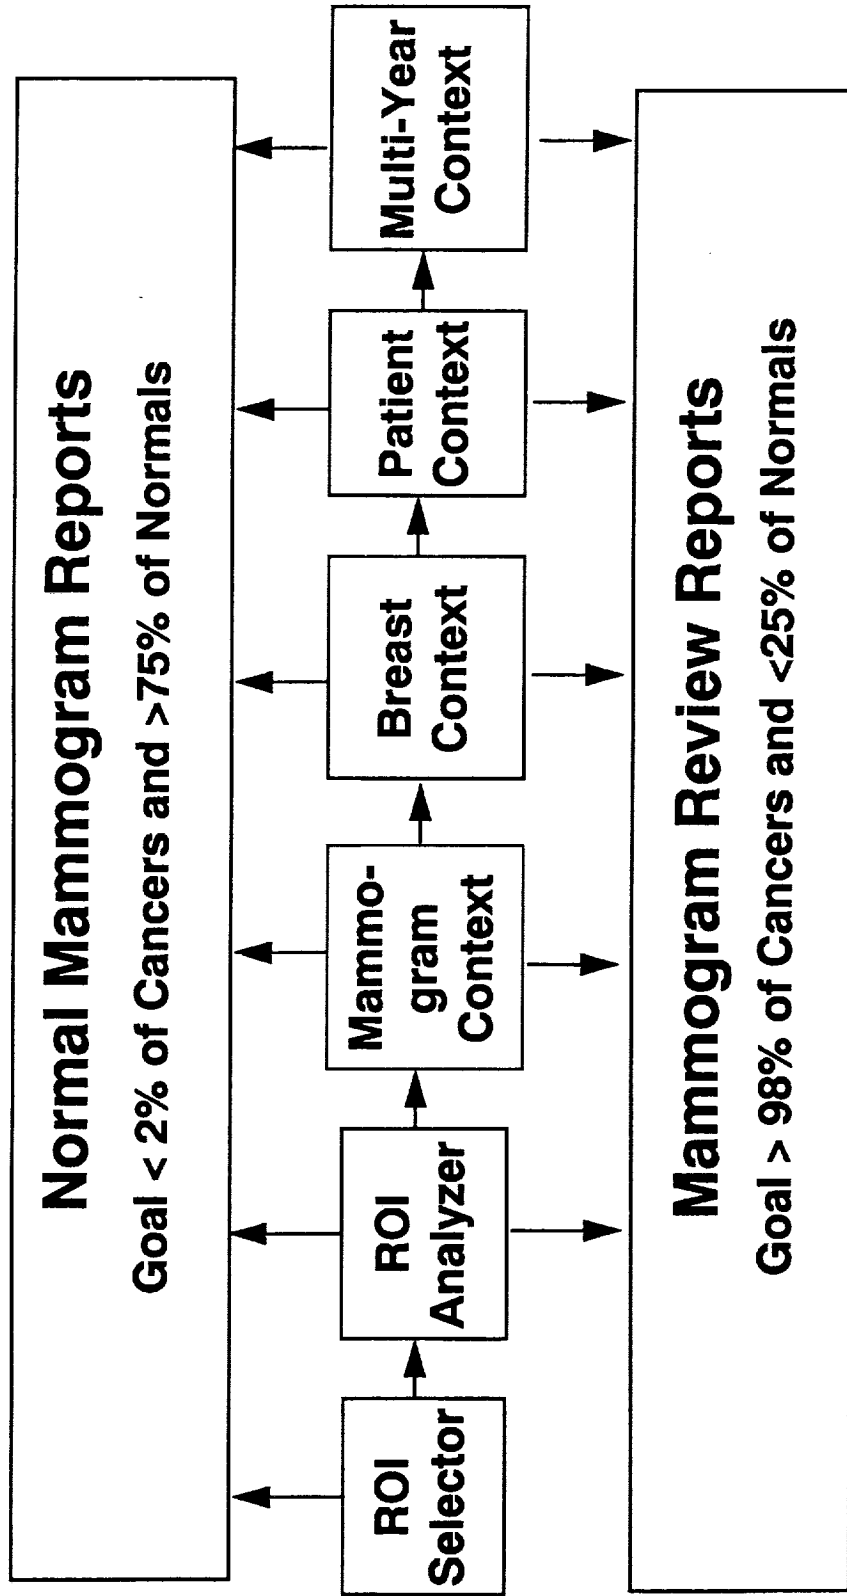 Normal Mammogram Reports
Goal < 2% of Cancers and >75% of Normals
ROI
Selector
ROI
Analyzer
Mammo-
gram
Context
Breast
Context
Patient
Context
Multi-Year
Context
Mammogram Review Reports
Goal > 98% of Cancers and <25% of Normals